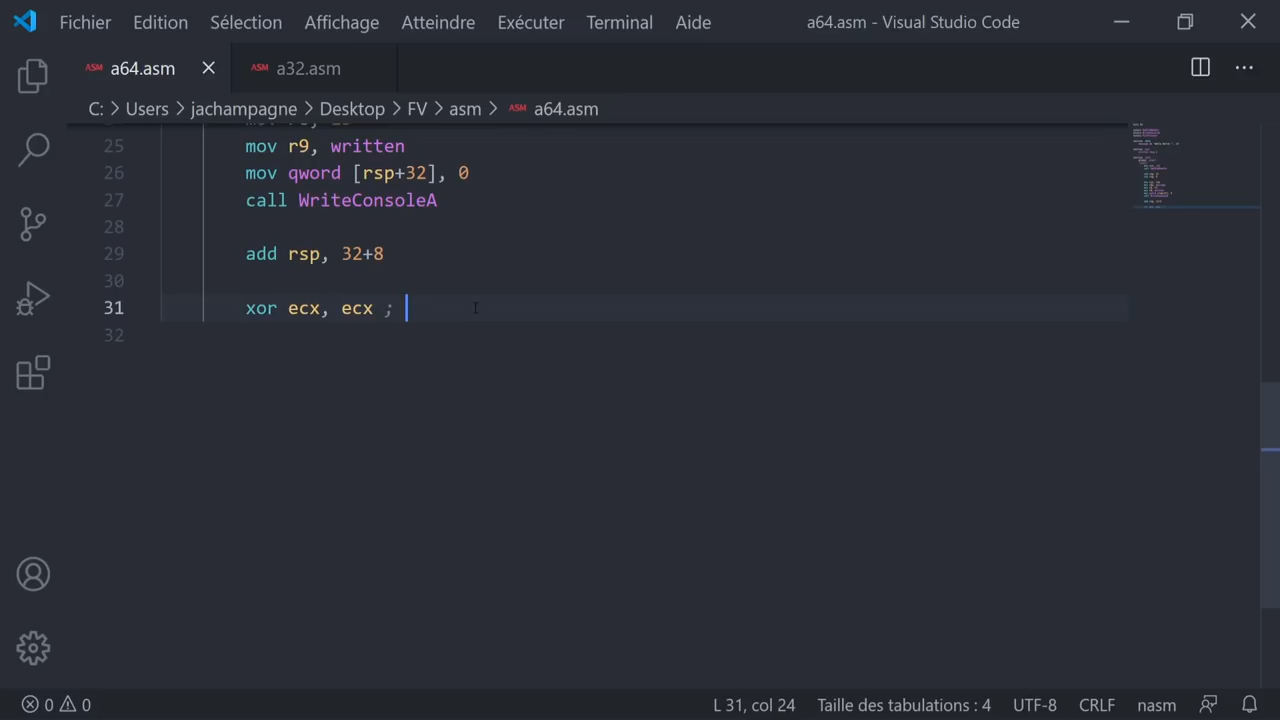 Fichier Edition Sélection Affichage Atteindre Exécuter Terminal Aide a64.asm - Visual Studio Code
ASM a64.asm ASM a32.asm
C: > Users > jachampagne > Desktop > FV > asm > ASM a64.asm
25 mov r9, written
26 mov qword [rsp+32], 0
27 call WriteConsoleA
28
29 add rsp, 32+8
30
31 xor ecx, ecx ;
32
0 0 L 31, col 24 Taille des tabulations : 4 UTF-8 CRLF nasm